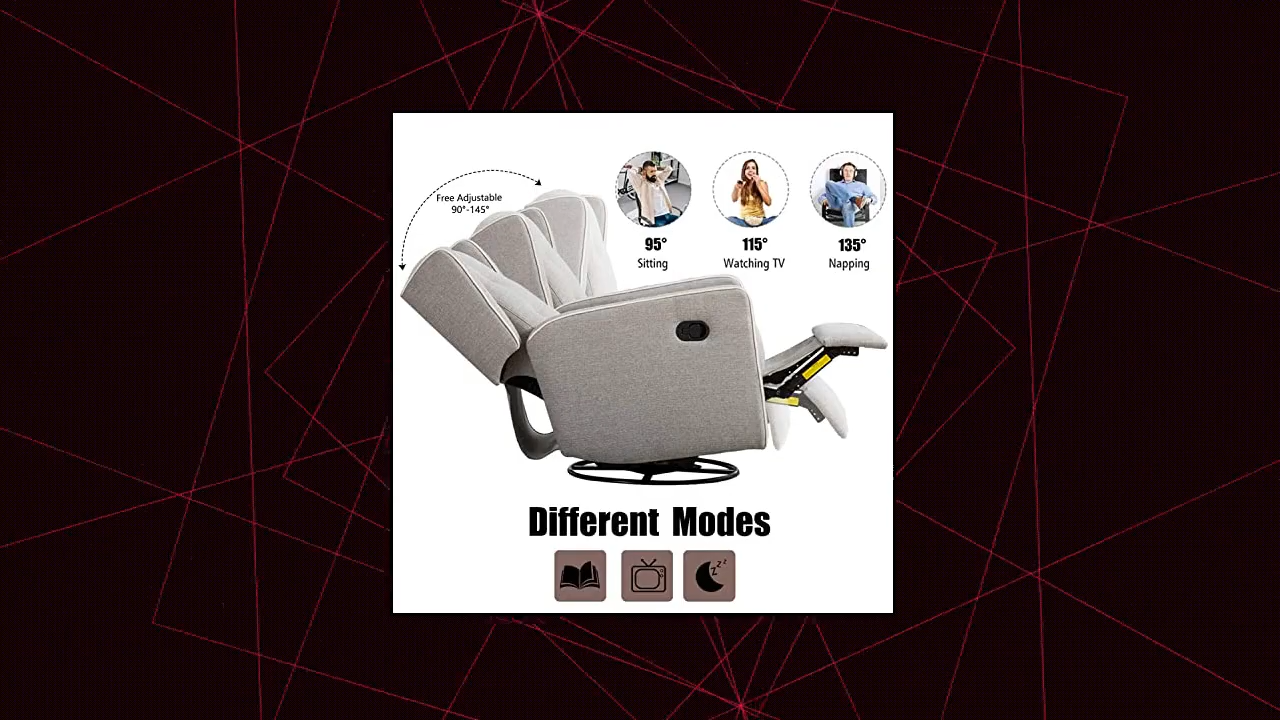 Free Adjustable
90°-145°
95°
Sitting
115°
Watching TV
135°
Napping
Different Modes
Z Z Z